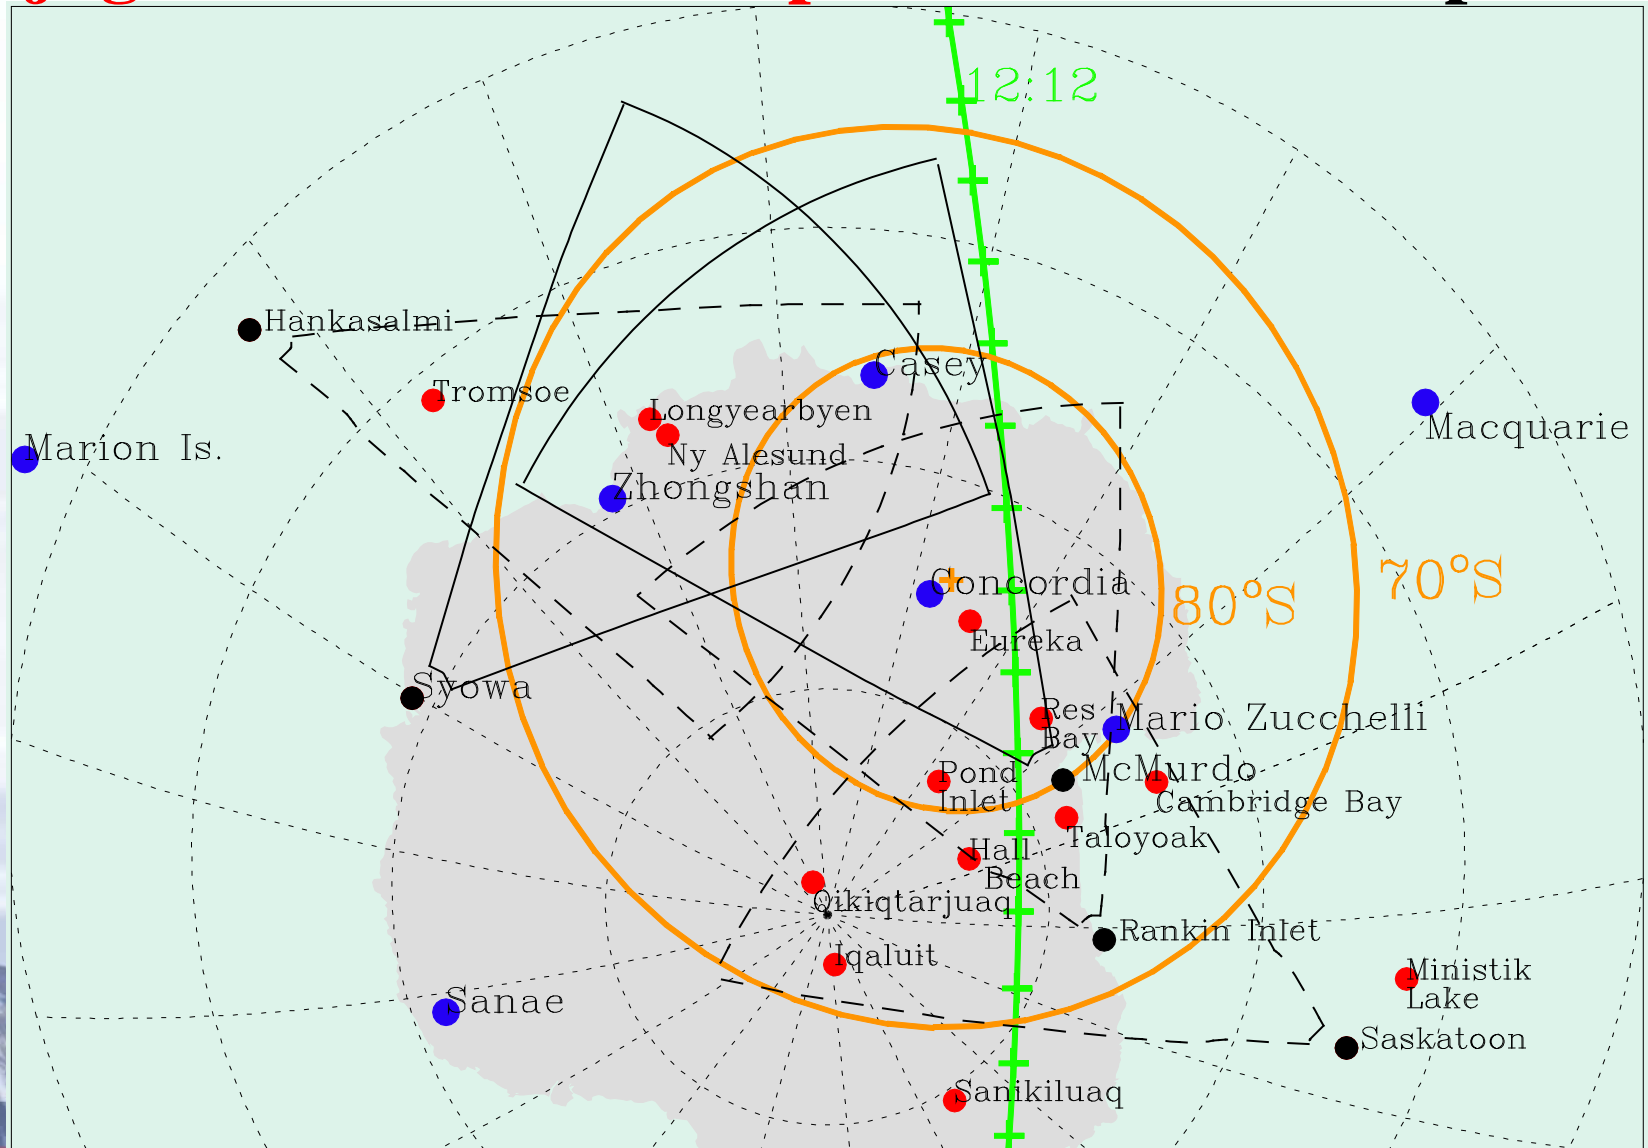 12:12
Hankasalmi
Casey
Tromsoe
Longyearbyen
Macquarie
Marion Is.
Ny Alesund
Zhongshan
Concordia
70°S
80°S
Eureka
Syowa
Res
Bay
Mario Zucchelli
Pond
Inlet
McMurdo
Cambridge Bay
Taloyoak
Hall
Beach
Qikiqtarjuaq
Rankin Inlet
Iqaluit
Ministik
Lake
Sanae
Saskatoon
Sanikiluaq